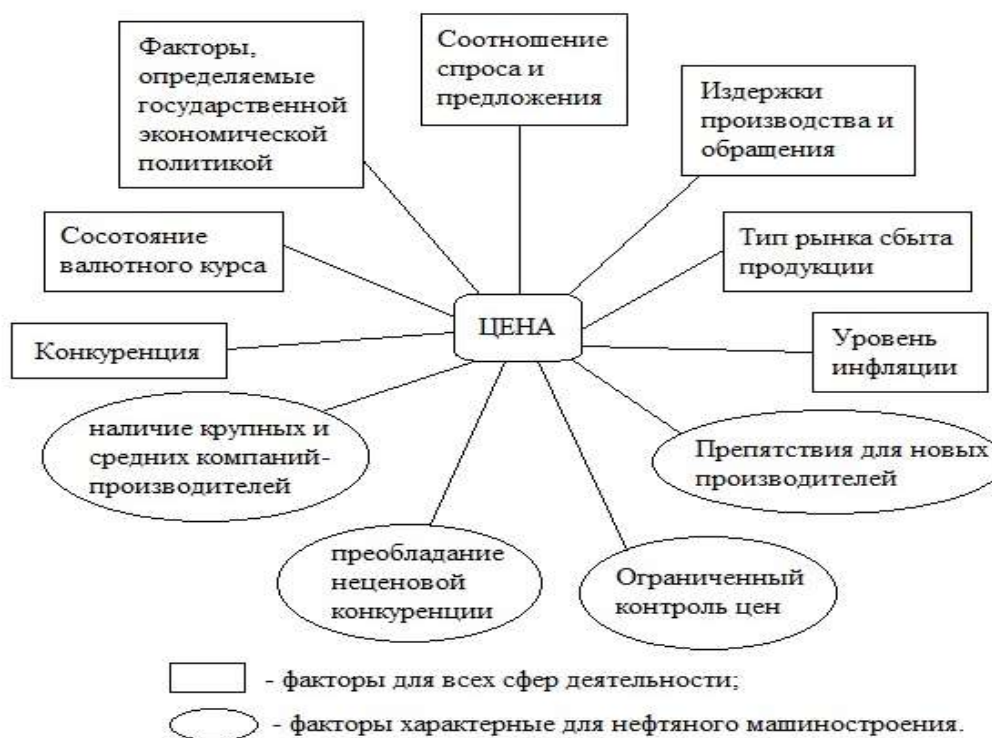 Факторы,
определяемые
государственной
экономической
политикой
Соотношение
спроса и
предложения
Издержки
производства и
обращения
Сосотояние
валютного курса
Тип рынка сбыта
продукции
ЦЕНА
Конкуренция
Уровень
инфляции
наличие крупных и
средних компаний-
производителей
Препятствия для новых
производителей
преобладание
неценовой
конкуренции
Ограниченный
контроль цен
- факторы для всех сфер деятельности;
- факторы характерные для нефтяного машиностроения.